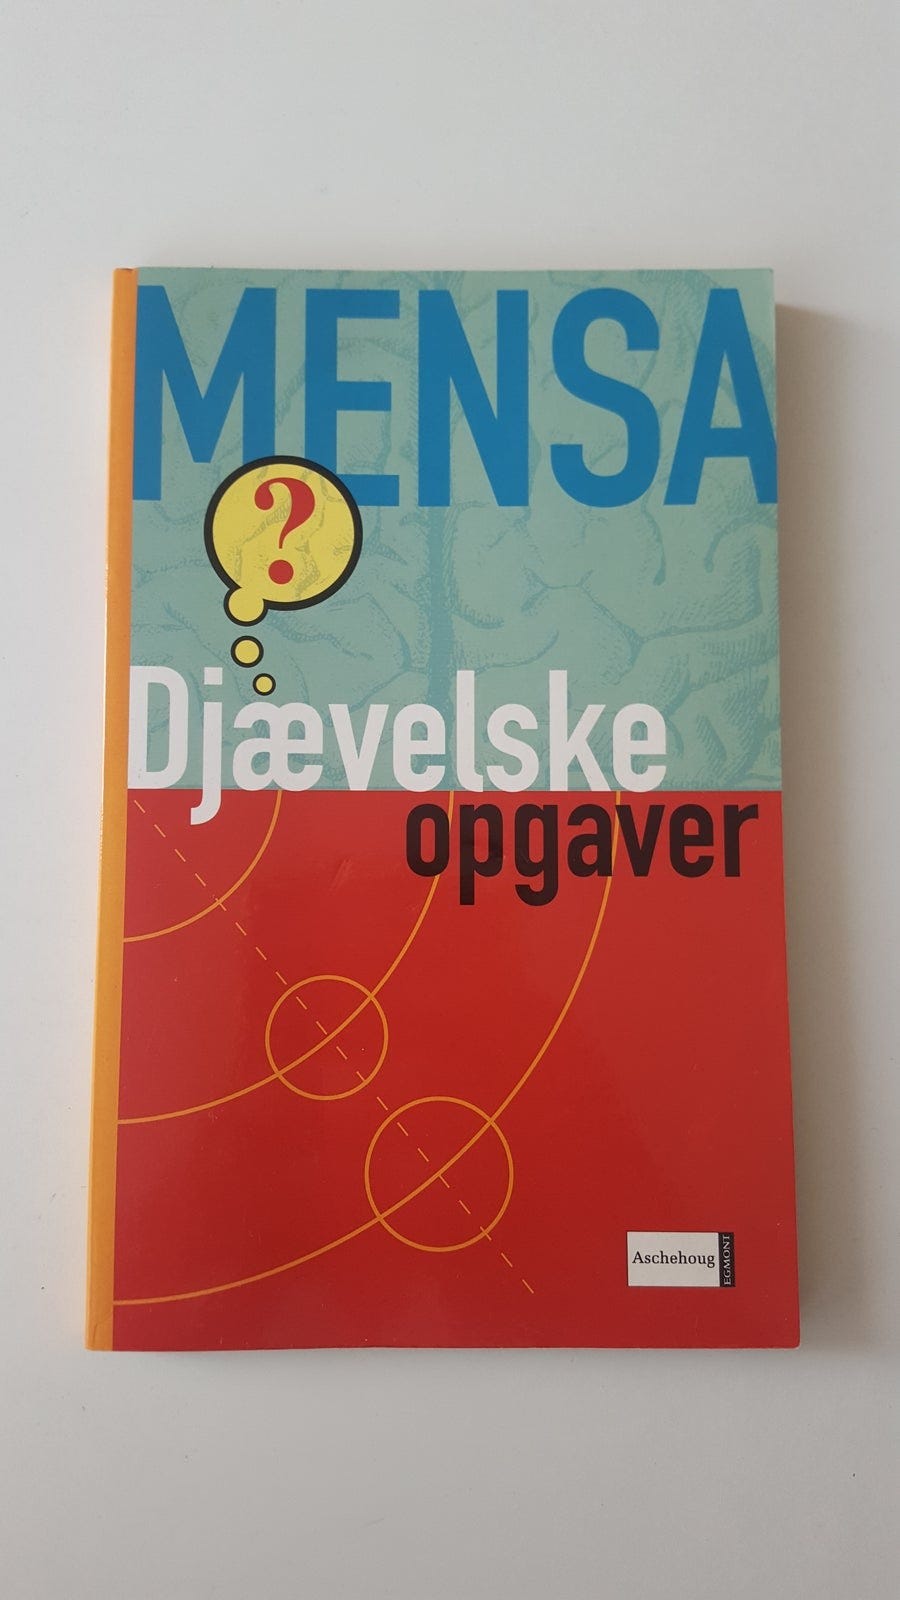 MENSA
?
Djævelske
opgaver
Aschehoug
EGMONT